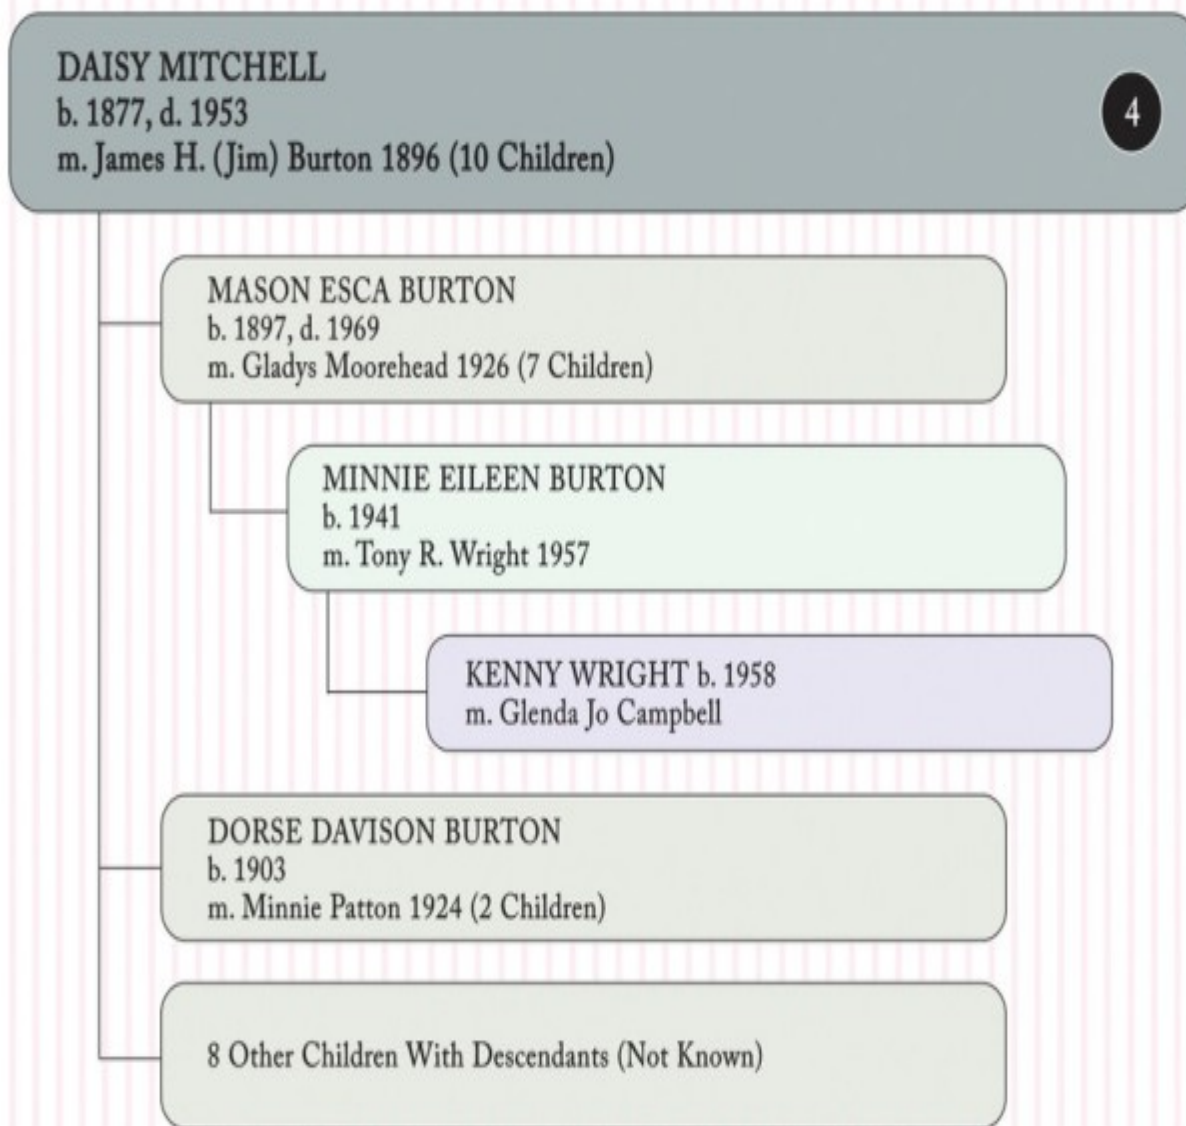 DAISY MITCHELL
b. 1877, d. 1953
m. James H. (Jim) Burton 1896 (10 Children)
4
MASON ESCA BURTON
b. 1897, d. 1969
m. Gladys Moorehead 1926 (7 Children)
MINNIE EILEEN BURTON
b. 1941
m. Tony R. Wright 1957
KENNY WRIGHT b. 1958
m. Glenda Jo Campbell
DORSE DAVISON BURTON
b. 1903
m. Minnie Patton 1924 (2 Children)
8 Other Children With Descendants (Not Known)